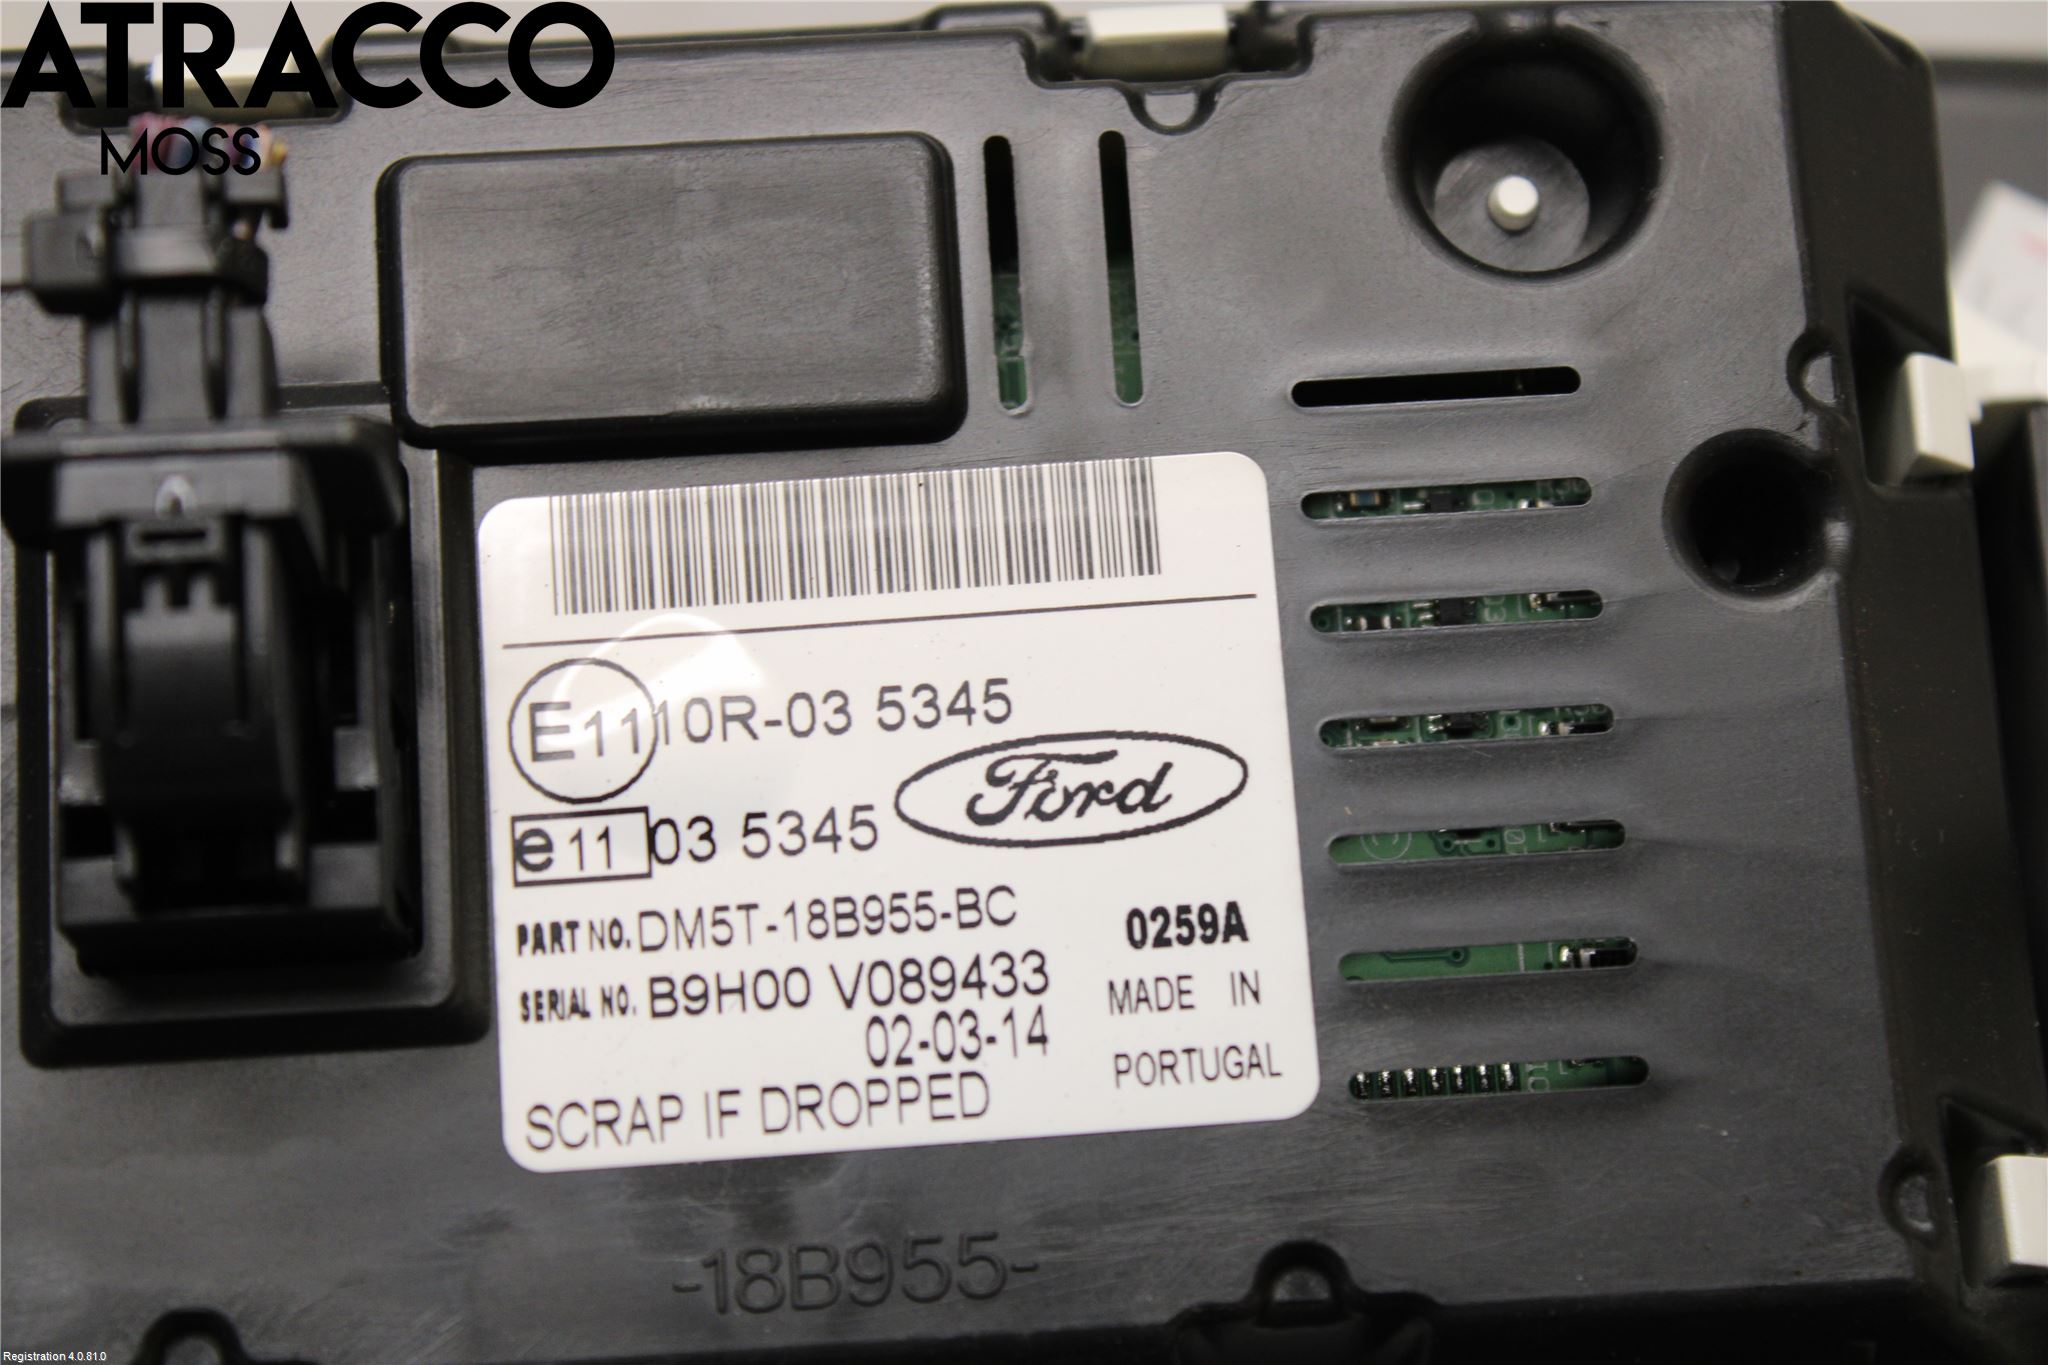 ATRACCO
MOSS
E11 10R-03 5345
e11 03 5345
Ford
PART NO. DM5T-18B955-BC
0259A
SERIAL NO. B9H00 V089433
MADE IN
02-03-14
PORTUGAL
SCRAP IF DROPPED
-18B955-
Registration 4.0.81.0